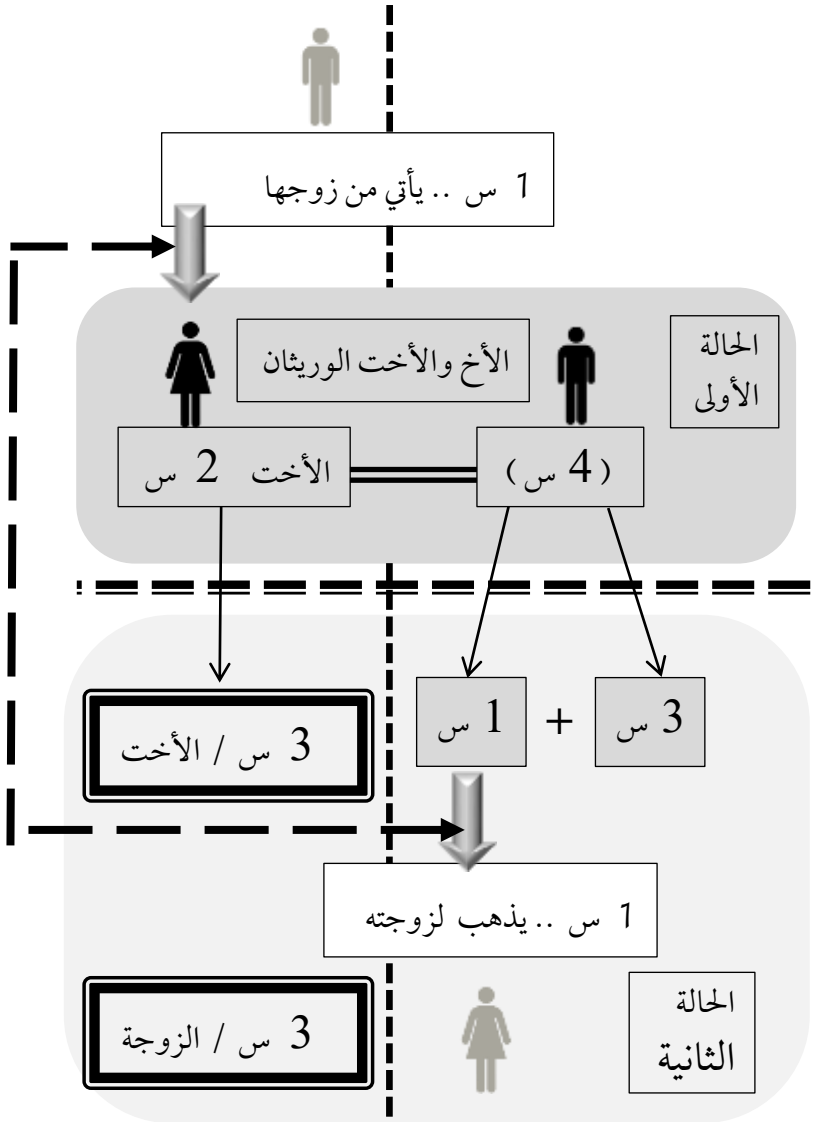 1 س .. يأتي من زوجها
الحالة
الأولى
الأخ والأخت الوريثان
(4 س)
الأخت 2 س
3 س
+
1 س
3 س / الأخت
1 س .. يذهب لزوجته
الحالة
الثانية
3 س / الزوجة